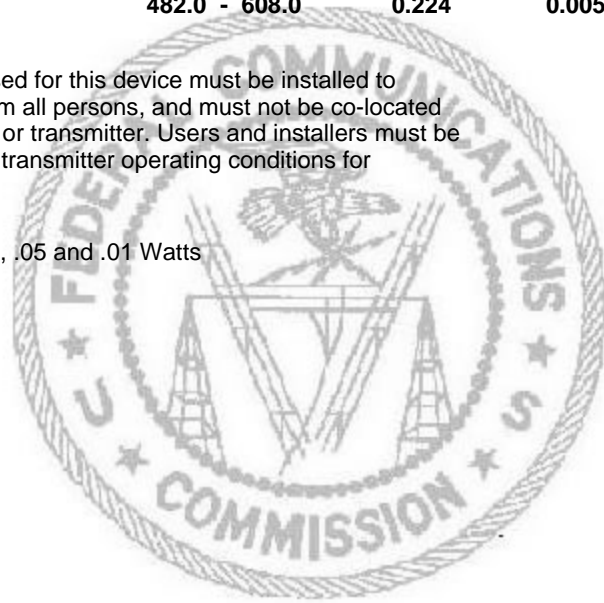 482.0 - 608.0 0.224 0.005
sed for this device must be installed to
m all persons, and must not be co-located
or transmitter. Users and installers must be
transmitter operating conditions for
, .05 and .01 Watts
FEDERAL COMMUNICATIONS
COMMISSION
U S